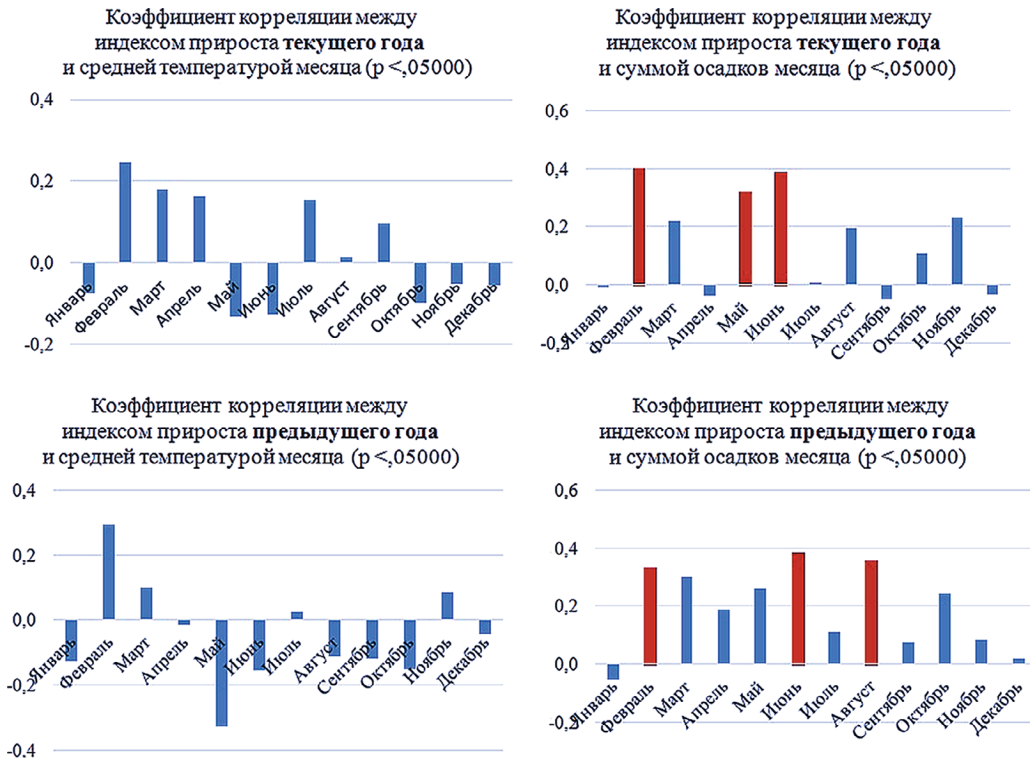 Коэффициент корреляции между
индексом прироста текущего года
и средней температурой месяца (p <,05000)
0,4
0,2
0,0
-0,2
Январь
Февраль
Март
Апрель
Май
Июнь
Июль
Август
Сентябрь
Октябрь
Ноябрь
Декабрь
Коэффициент корреляции между
индексом прироста текущего года
и суммой осадков месяца (p <,05000)
0,6
0,4
0,2
0,0
-0,2
Январь
Февраль
Март
Апрель
Май
Июнь
Июль
Август
Сентябрь
Октябрь
Ноябрь
Декабрь
Коэффициент корреляции между
индексом прироста предыдущего года
и средней температурой месяца (p <,05000)
0,4
0,2
0,0
-0,2
-0,4
Январь
Февраль
Март
Апрель
Май
Июнь
Июль
Август
Сентябрь
Октябрь
Ноябрь
Декабрь
Коэффициент корреляции между
индексом прироста предыдущего года
и суммой осадков месяца (p <,05000)
0,6
0,4
0,2
0,0
-0,2
Январь
Февраль
Март
Апрель
Май
Июнь
Июль
Август
Сентябрь
Октябрь
Ноябрь
Декабрь